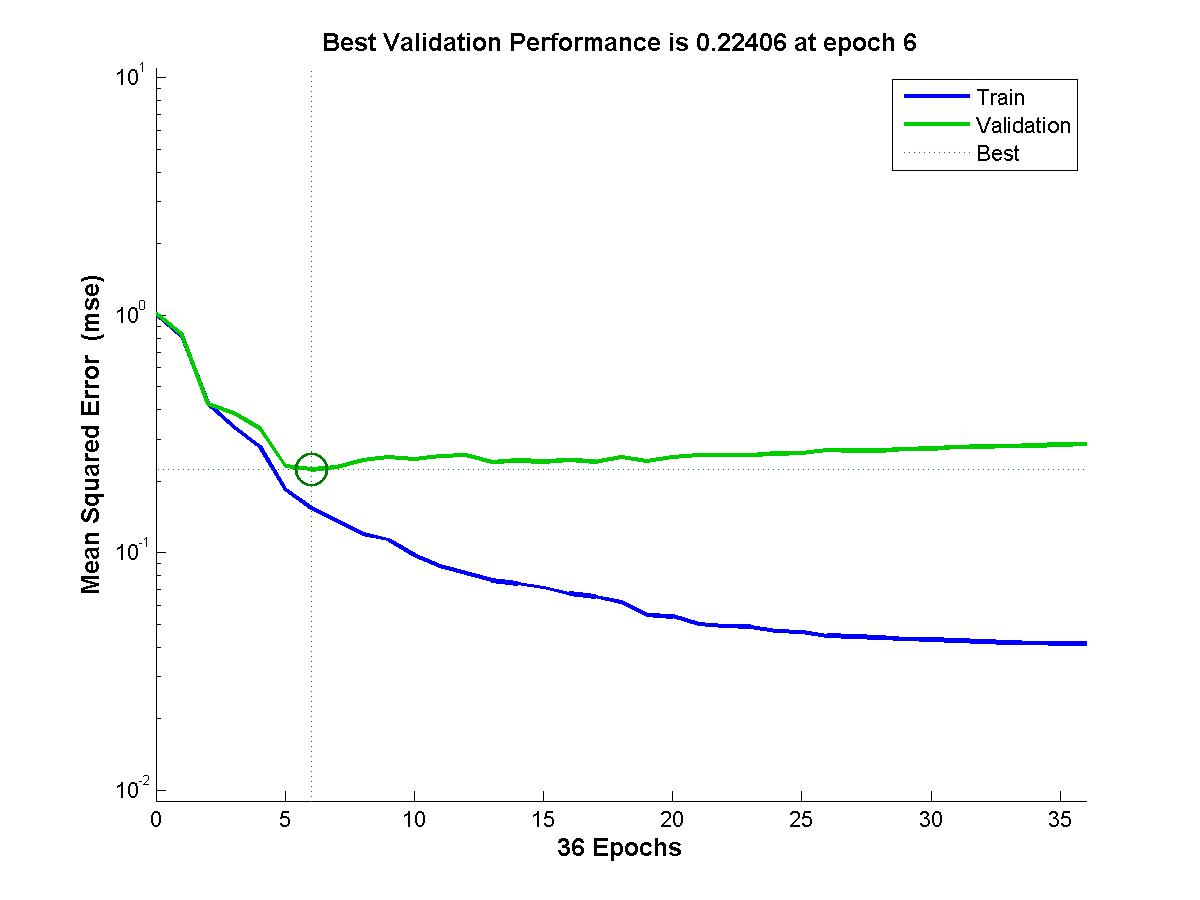 Best Validation Performance is 0.22406 at epoch 6
10^1
Train
Validation
Best
10^0
Mean Squared Error (mse)
10^-1
10^-2
0 5 10 15 20 25 30 35
36 Epochs